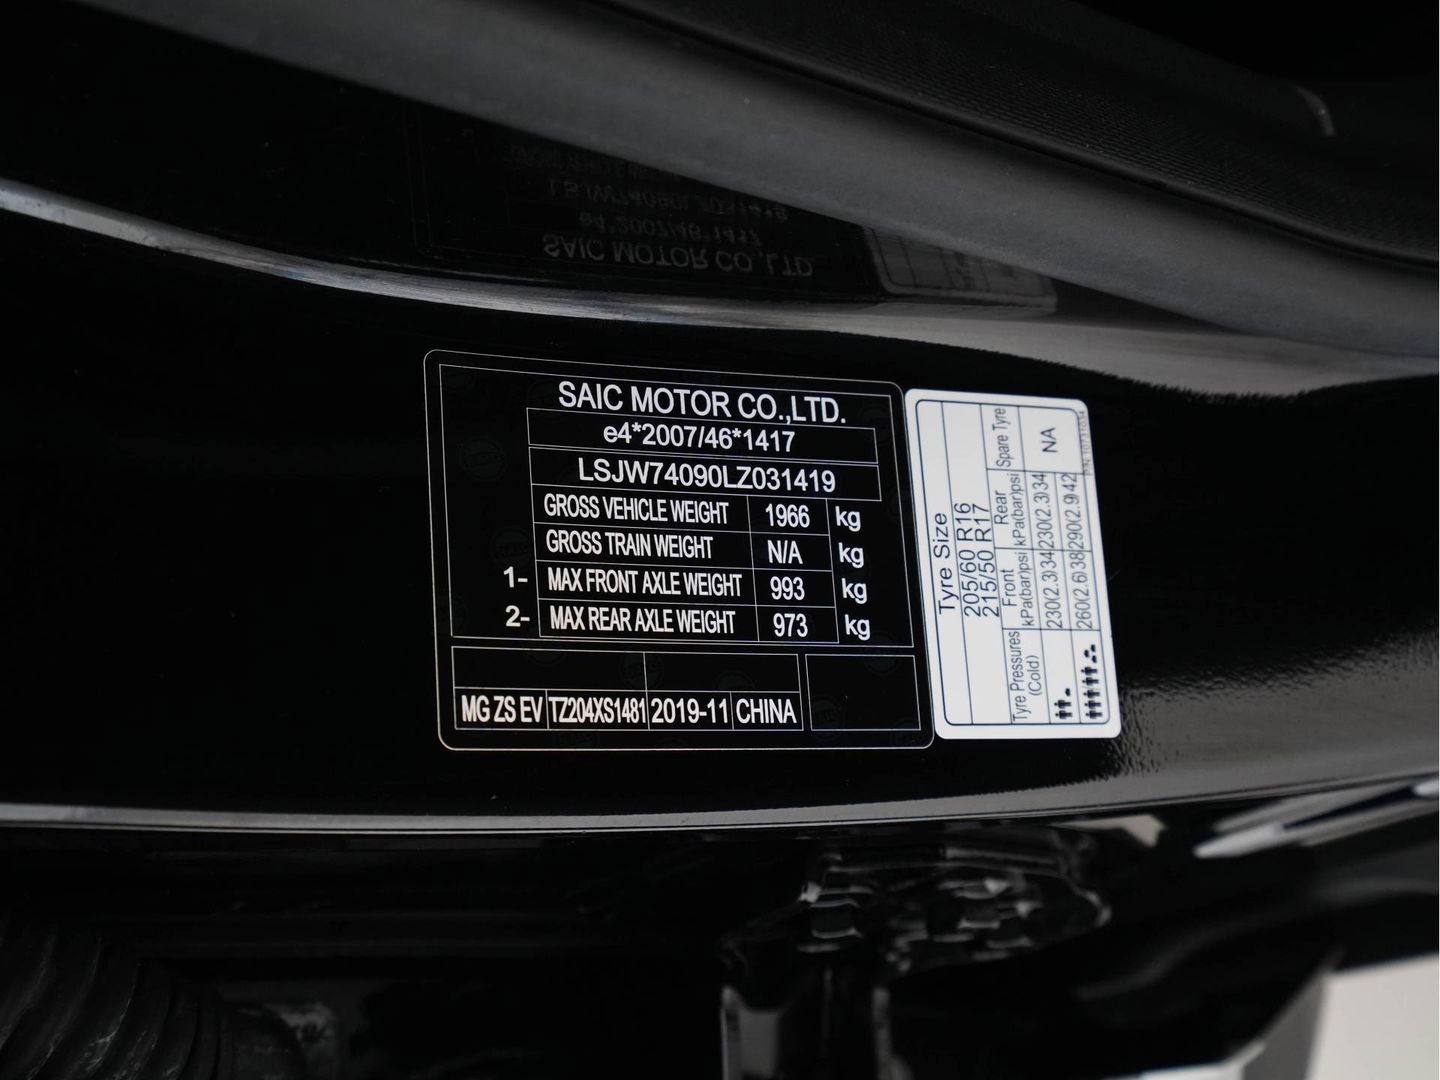 SAIC MOTOR CO.,LTD.
e4*2007/46*1417
LSJW74090LZ031419
GROSS VEHICLE WEIGHT 1966 kg
GROSS TRAIN WEIGHT N/A kg
1- MAX FRONT AXLE WEIGHT 993 kg
2- MAX REAR AXLE WEIGHT 973 kg
MG ZS EV TZ204XS1481 2019-11 CHINA
Tyre Size
205/60 R16
215/50 R17
Tyre Pressures (Cold) Front Rear Spare Tyre
kPa(bar)psi kPa(bar)psi
230(2.3)34 230(2.3)34 NA
260(2.6)38 290(2.9)42